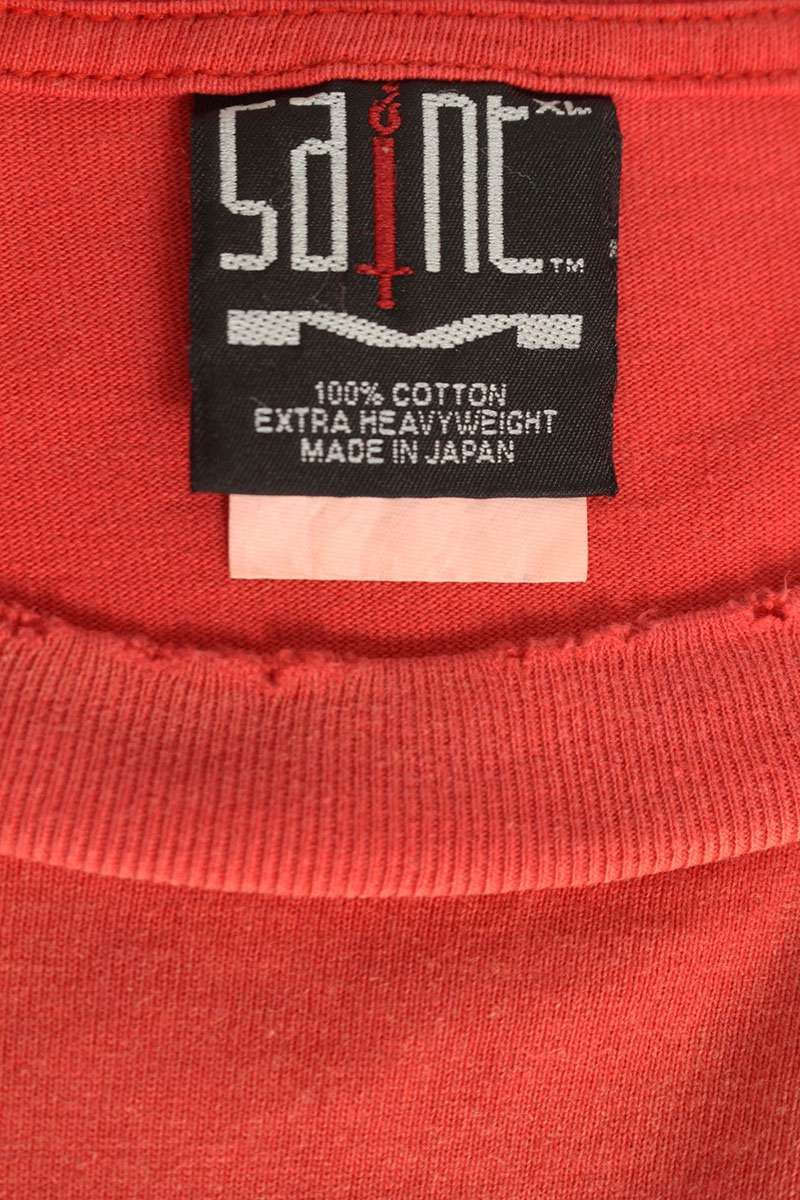 SAINT XL
TM
100% COTTON
EXTRA HEAVYWEIGHT
MADE IN JAPAN